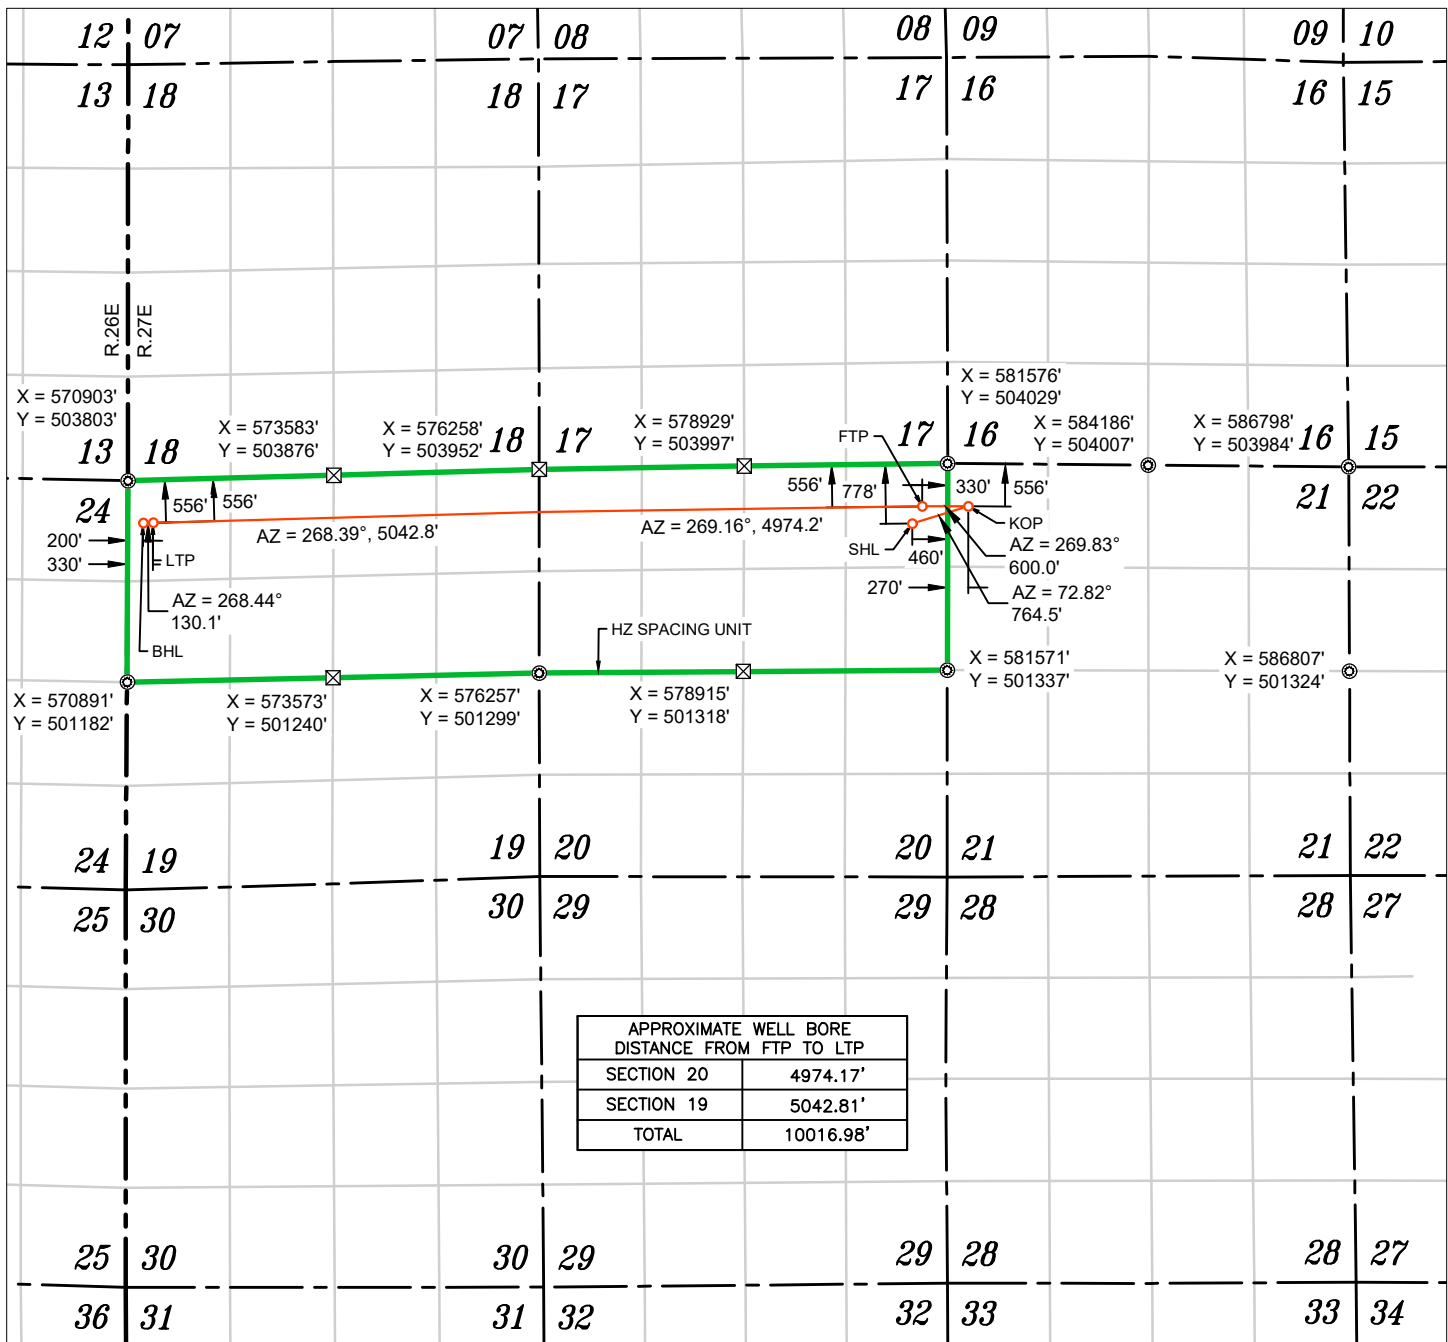 12 07
07 08
08 09
09 10
13 18
18 17
17 16
16 15
R.26E
R.27E
X = 570903'
Y = 503803'
X = 573583'
Y = 503876'
X = 576258'
Y = 503952'
X = 578929'
Y = 503997'
X = 581576'
Y = 504029'
X = 584186'
Y = 504007'
X = 586798'
Y = 503984'
13 18
18 17
17 16
16 15
FTP
24
21 22
556'
556'
556'
778'
330'
556'
KOP
AZ = 268.39°, 5042.8'
AZ = 269.16°, 4974.2'
SHL
460'
AZ = 269.83°
600.0'
200'
330'
LTP
270'
AZ = 72.82°
764.5'
AZ = 268.44°
130.1'
BHL
HZ SPACING UNIT
X = 570891'
Y = 501182'
X = 573573'
Y = 501240'
X = 576257'
Y = 501299'
X = 578915'
Y = 501318'
X = 581571'
Y = 501337'
X = 586807'
Y = 501324'
24 19
19 20
20 21
21 22
25 30
30 29
29 28
28 27
APPROXIMATE WELL BORE
DISTANCE FROM FTP TO LTP
SECTION 20 4974.17'
SECTION 19 5042.81'
TOTAL 10016.98'
25 30
30 29
29 28
28 27
36 31
31 32
32 33
33 34